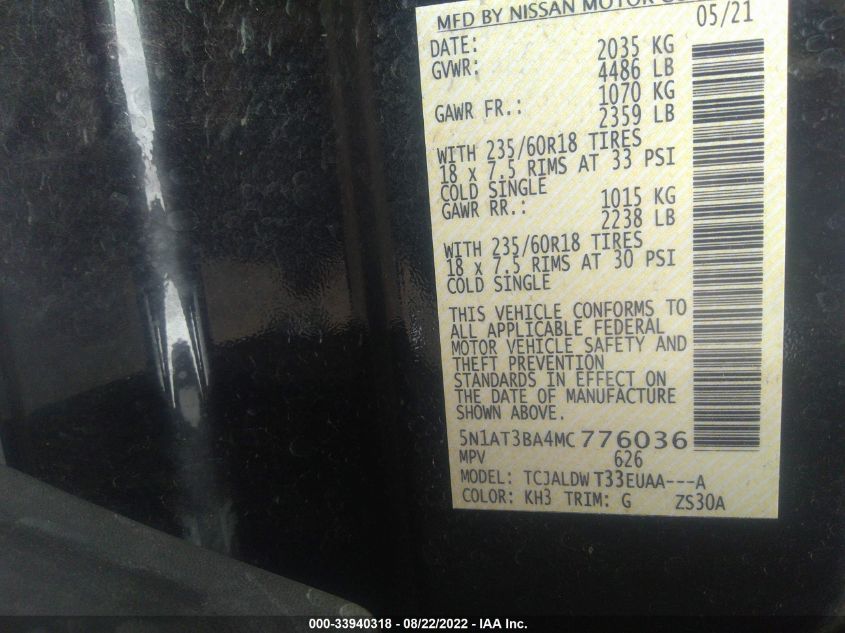 MFD BY NISSAN MOTOR CO
05/21
DATE:
GVWR: 2035 KG
4486 LB
GAWR FR.: 1070 KG
2359 LB
WITH 235/60R18 TIRES
18 x 7.5 RIMS AT 33 PSI
COLD SINGLE
GAWR RR.: 1015 KG
2238 LB
WITH 235/60R18 TIRES
18 x 7.5 RIMS AT 30 PSI
COLD SINGLE
THIS VEHICLE CONFORMS TO
ALL APPLICABLE FEDERAL
MOTOR VEHICLE SAFETY AND
THEFT PREVENTION
STANDARDS IN EFFECT ON
THE DATE OF MANUFACTURE
SHOWN ABOVE.
5N1AT3BA4MC776036
MPV 626
MODEL: TCJALDW T33EUAA---A
COLOR: KH3 TRIM: G ZS30A
000-33940318 - 08/22/2022 - IAA Inc.